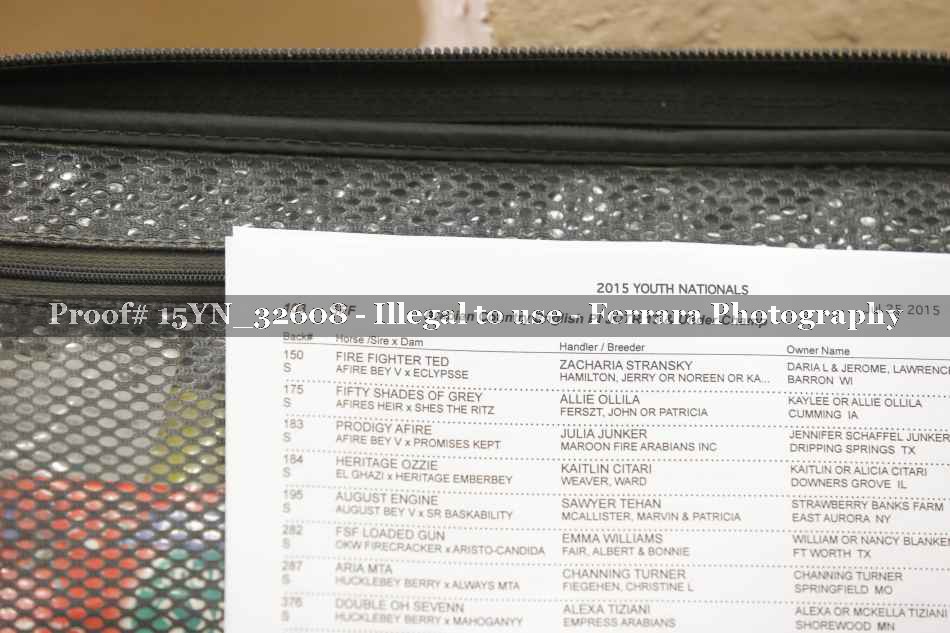 2015 YOUTH NATIONALS
Proof# 15YN_32608 - Illegal to use - Ferrara Photography
25 2015
Back# Horse /Sire x Dam Handler / Breeder Owner Name
150 FIRE FIGHTER TED ZACHARIA STRANSKY DARIA L & JEROME, LAWRENC
S AFIRE BEY V x ECLYPSSE HAMILTON, JERRY OR NOREEN OR KA... BARRON WI
175 FIFTY SHADES OF GREY ALLIE OLLILA KAYLEE OR ALLIE OLLILA
S AFIRES HEIR x SHES THE RITZ FERSZT, JOHN OR PATRICIA CUMMING IA
183 PRODIGY AFIRE JULIA JUNKER JENNIFER SCHAFFEL JUNKER
S AFIRE BEY V x PROMISES KEPT MAROON FIRE ARABIANS INC DRIPPING SPRINGS TX
184 HERITAGE OZZIE KAITLIN CITARI KAITLIN OR ALICIA CITARI
S EL GHAZI x HERITAGE EMBERBEY WEAVER, WARD DOWNERS GROVE IL
195 AUGUST ENGINE SAWYER TEHAN STRAWBERRY BANKS FARM
S AUGUST BEY V x SR BASKABILITY MCALLISTER, MARVIN & PATRICIA EAST AURORA NY
282 FSF LOADED GUN EMMA WILLIAMS WILLIAM OR NANCY BLANKEN
S OKW FIRECRACKER x ARISTO-CANDIDA FAIR, ALBERT & BONNIE FT WORTH TX
287 ARIA MTA CHANNING TURNER CHANNING TURNER
S HUCKLEBEY BERRY x ALWAYS MTA FIEGEHEN, CHRISTINE L SPRINGFIELD MO
376 DOUBLE OH SEVENN ALEXA TIZIANI ALEXA OR MCKELLA TIZIANI
S HUCKLEBEY BERRY x MAHOGANYY EMPRESS ARABIANS SHOREWOOD MN